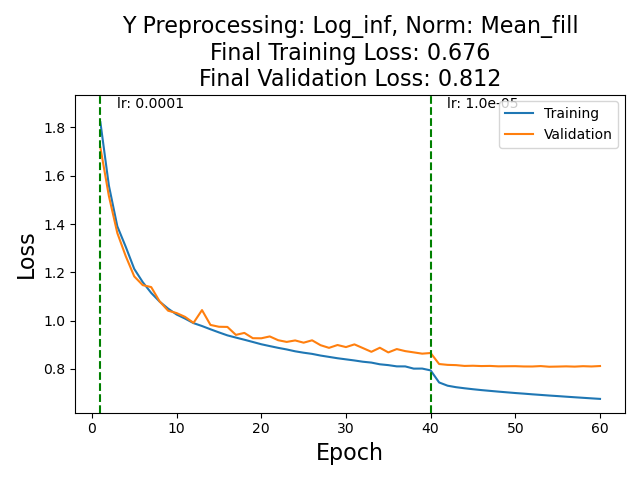 Y Preprocessing: Log_inf, Norm: Mean_fill
Final Training Loss: 0.676
Final Validation Loss: 0.812
lr: 0.0001
lr: 1.0e-05
Training
Validation
1.8
1.6
1.4
1.2
1.0
0.8
Loss
0
10
20
30
40
50
60
Epoch